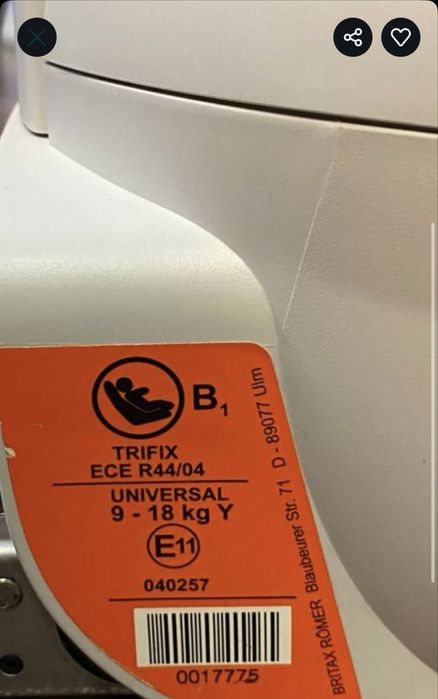 B1
TRIFIX
ECE R44/04
UNIVERSAL
9 - 18 kg Y
E11
040257
0017775
BRITAX RÖMER Blaubeurer Str. 71 D - 89077 Ulm